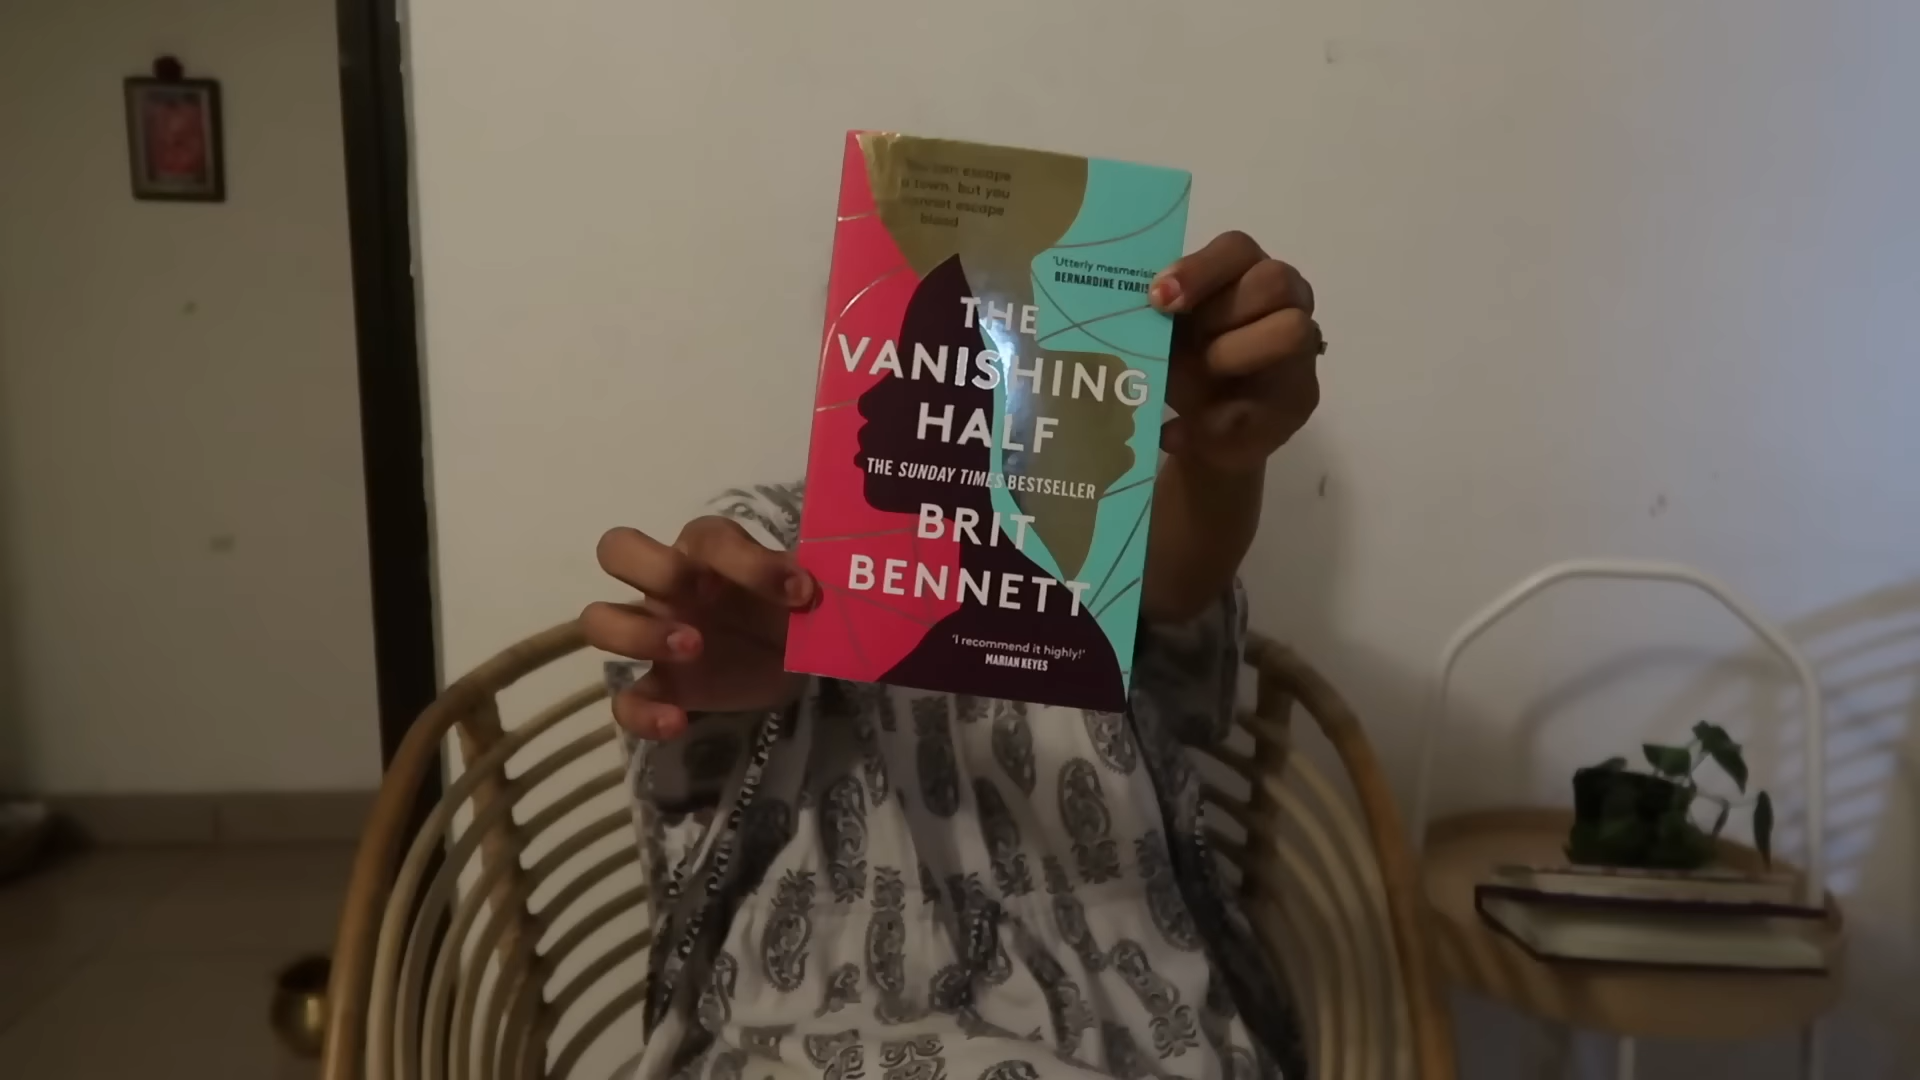 You can escape
a town, but you
cannot escape
blood
'Utterly mesmerisin
BERNARDINE EVARIS
THE
VANISHING
HALF
THE SUNDAY TIMES BESTSELLER
BRIT
BENNETT
'I recommend it highly!'
MARIAN KEYES